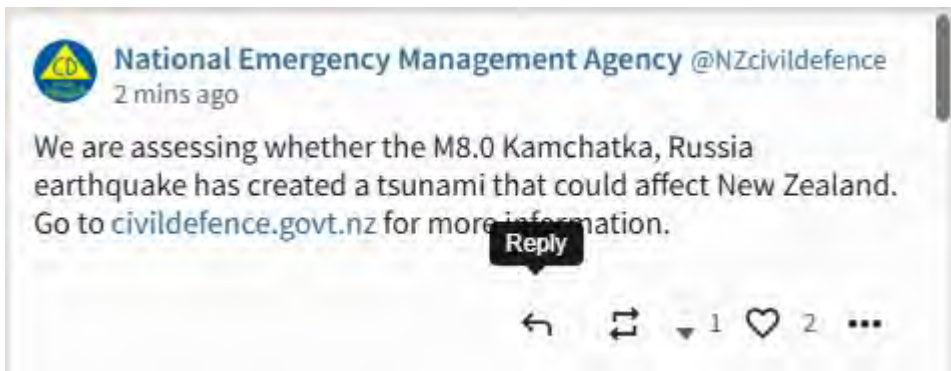 CD
National Emergency Management Agency @NZcivildefence
2 mins ago
We are assessing whether the M8.0 Kamchatka, Russia
earthquake has created a tsunami that could affect New Zealand.
Go to civildefence.govt.nz for more information.
Reply
1 2